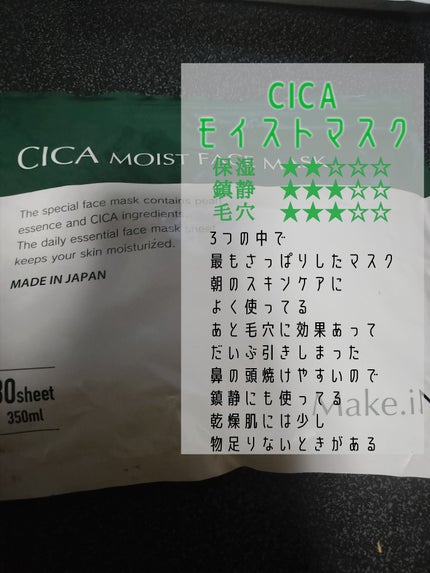 CICA
モイストマスク
CICA MOIST FACE MASK
保湿 ★★☆☆☆
鎮静 ★★★☆☆
毛穴 ★★★☆☆
The special face mask contains pearl
essence and CICA ingredients.
The daily essential face mask sheet
keeps your skin moisturized.
MADE IN JAPAN
30sheet
350ml
3つの中で
最もさっぱりしたマスク
朝のスキンケアに
よく使ってる
あと毛穴に効果あって
だいぶ引きしまった
鼻の頭焼けやすいので
鎮静にも使ってる
乾燥肌には少し
物足りないときがある
Make.iN